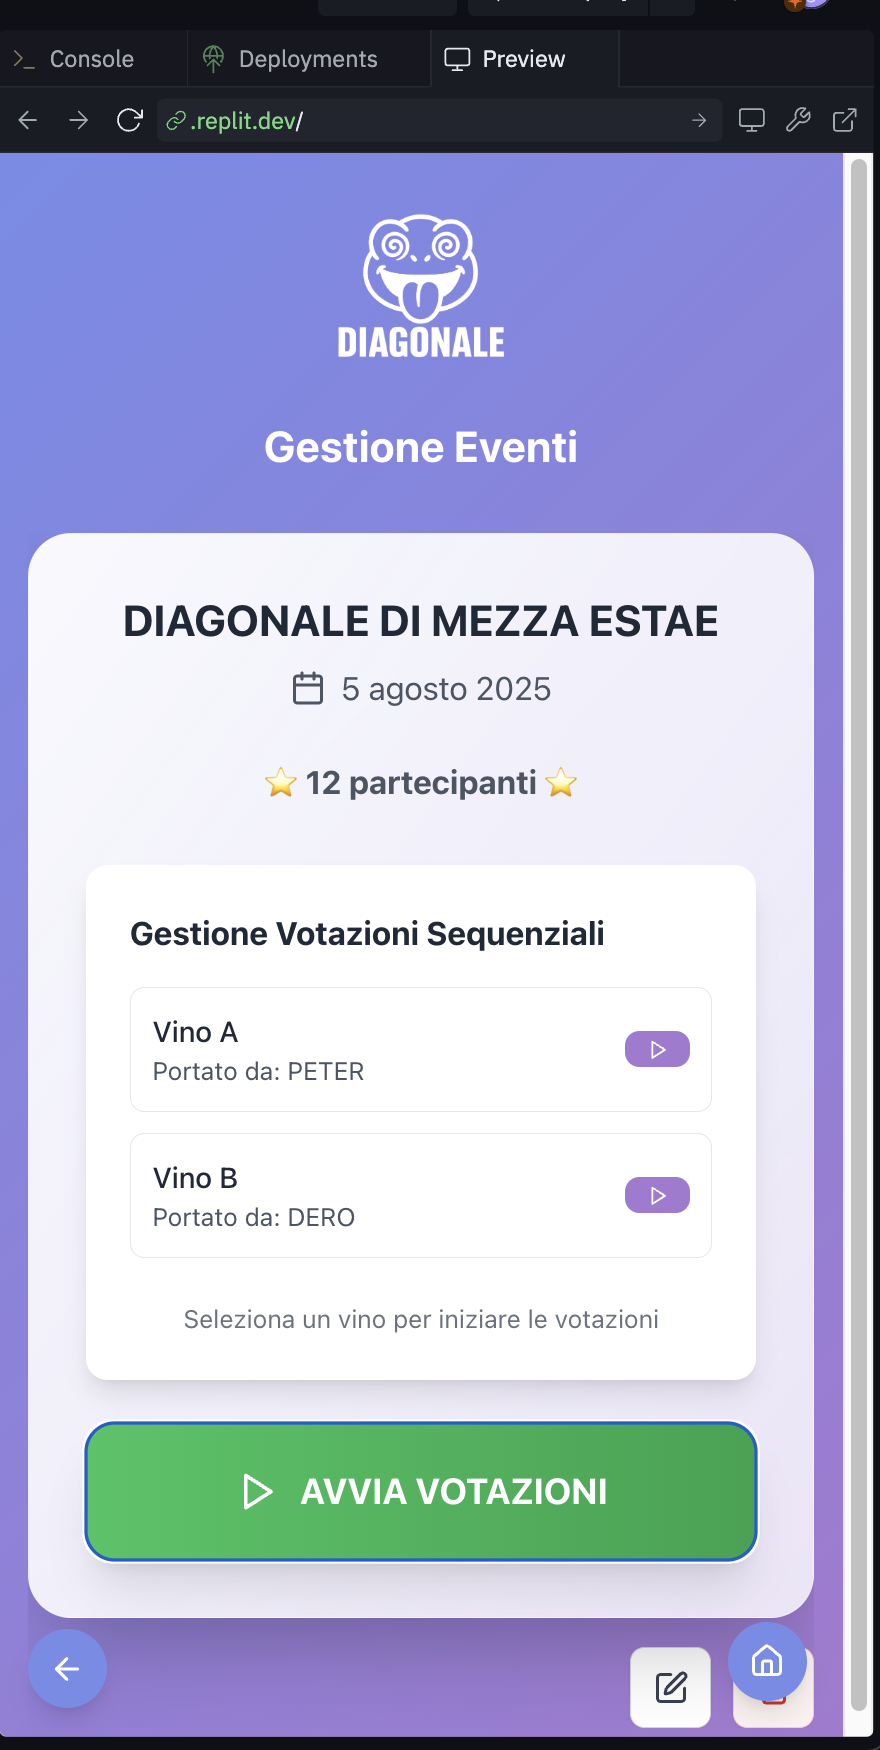 Console
Deployments
Preview
.replit.dev/
DIAGONALE
Gestione Eventi
DIAGONALE DI MEZZA ESTAE
5 agosto 2025
⭐ 12 partecipanti ⭐
Gestione Votazioni Sequenziali
Vino A
Portato da: PETER
Vino B
Portato da: DERO
Seleziona un vino per iniziare le votazioni
AVVIA VOTAZIONI